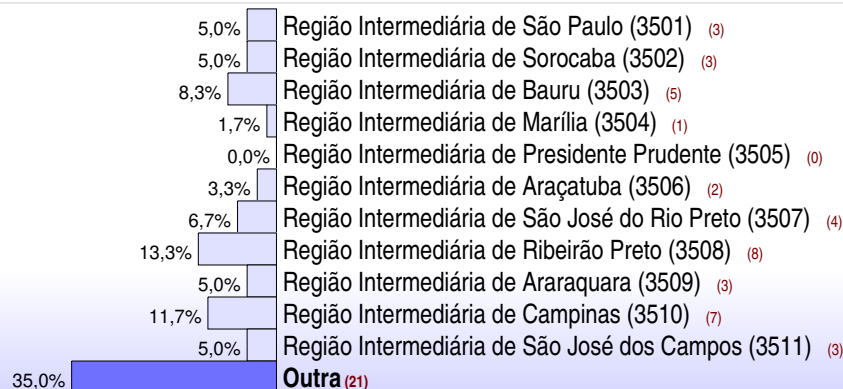 5,0% Região Intermediária de São Paulo (3501) (3)
5,0% Região Intermediária de Sorocaba (3502) (3)
8,3% Região Intermediária de Bauru (3503) (5)
1,7% Região Intermediária de Marília (3504) (1)
0,0% Região Intermediária de Presidente Prudente (3505) (0)
3,3% Região Intermediária de Araçatuba (3506) (2)
6,7% Região Intermediária de São José do Rio Preto (3507) (4)
13,3% Região Intermediária de Ribeirão Preto (3508) (8)
5,0% Região Intermediária de Araraquara (3509) (3)
11,7% Região Intermediária de Campinas (3510) (7)
5,0% Região Intermediária de São José dos Campos (3511) (3)
35,0% Outra (21)